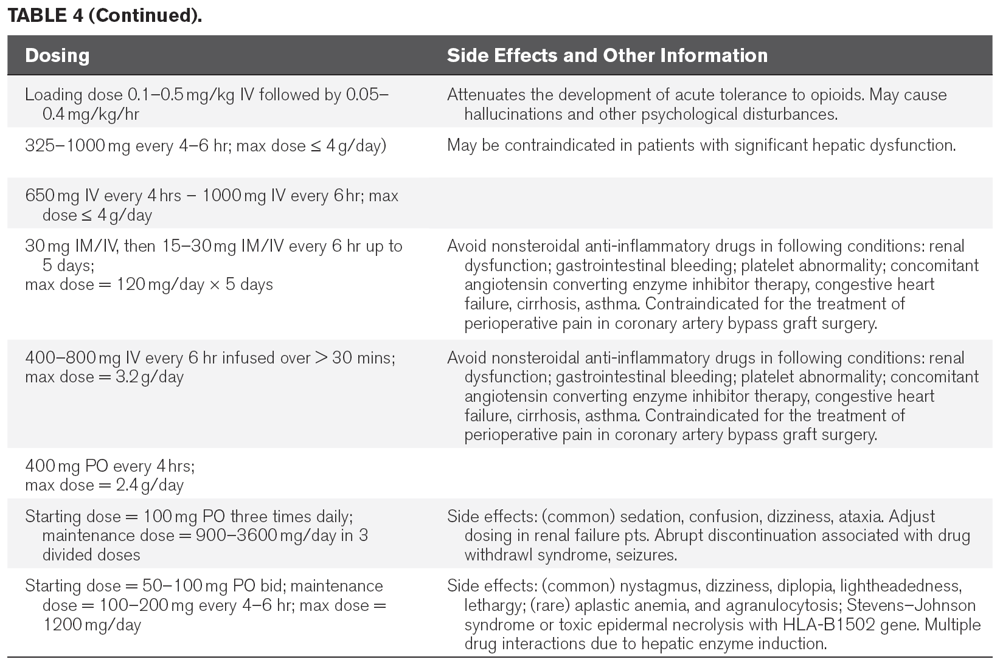 TABLE 4 (Continued).
Dosing
Side Effects and Other Information
Loading dose 0.1–0.5 mg/kg IV followed by 0.05–
0.4 mg/kg/hr
Attenuates the development of acute tolerance to opioids. May cause
hallucinations and other psychological disturbances.
325–1000 mg every 4–6 hr; max dose ≤ 4 g/day)
May be contraindicated in patients with significant hepatic dysfunction.
650 mg IV every 4 hrs – 1000 mg IV every 6 hr; max
dose ≤ 4 g/day
30 mg IM/IV, then 15–30 mg IM/IV every 6 hr up to
5 days;
max dose = 120 mg/day × 5 days
Avoid nonsteroidal anti-inflammatory drugs in following conditions: renal
dysfunction; gastrointestinal bleeding; platelet abnormality; concomitant
angiotensin converting enzyme inhibitor therapy, congestive heart
failure, cirrhosis, asthma. Contraindicated for the treatment of
perioperative pain in coronary artery bypass graft surgery.
400–800 mg IV every 6 hr infused over > 30 mins;
max dose = 3.2 g/day
Avoid nonsteroidal anti-inflammatory drugs in following conditions: renal
dysfunction; gastrointestinal bleeding; platelet abnormality; concomitant
angiotensin converting enzyme inhibitor therapy, congestive heart
failure, cirrhosis, asthma. Contraindicated for the treatment of
perioperative pain in coronary artery bypass graft surgery.
400 mg PO every 4 hrs;
max dose = 2.4 g/day
Starting dose = 100 mg PO three times daily;
maintenance dose = 900–3600 mg/day in 3
divided doses
Side effects: (common) sedation, confusion, dizziness, ataxia. Adjust
dosing in renal failure pts. Abrupt discontinuation associated with drug
withdrawl syndrome, seizures.
Starting dose = 50–100 mg PO bid; maintenance
dose = 100–200 mg every 4–6 hr; max dose =
1200 mg/day
Side effects: (common) nystagmus, dizziness, diplopia, lightheadedness,
lethargy; (rare) aplastic anemia, and agranulocytosis; Stevens–Johnson
syndrome or toxic epidermal necrolysis with HLA-B1502 gene. Multiple
drug interactions due to hepatic enzyme induction.